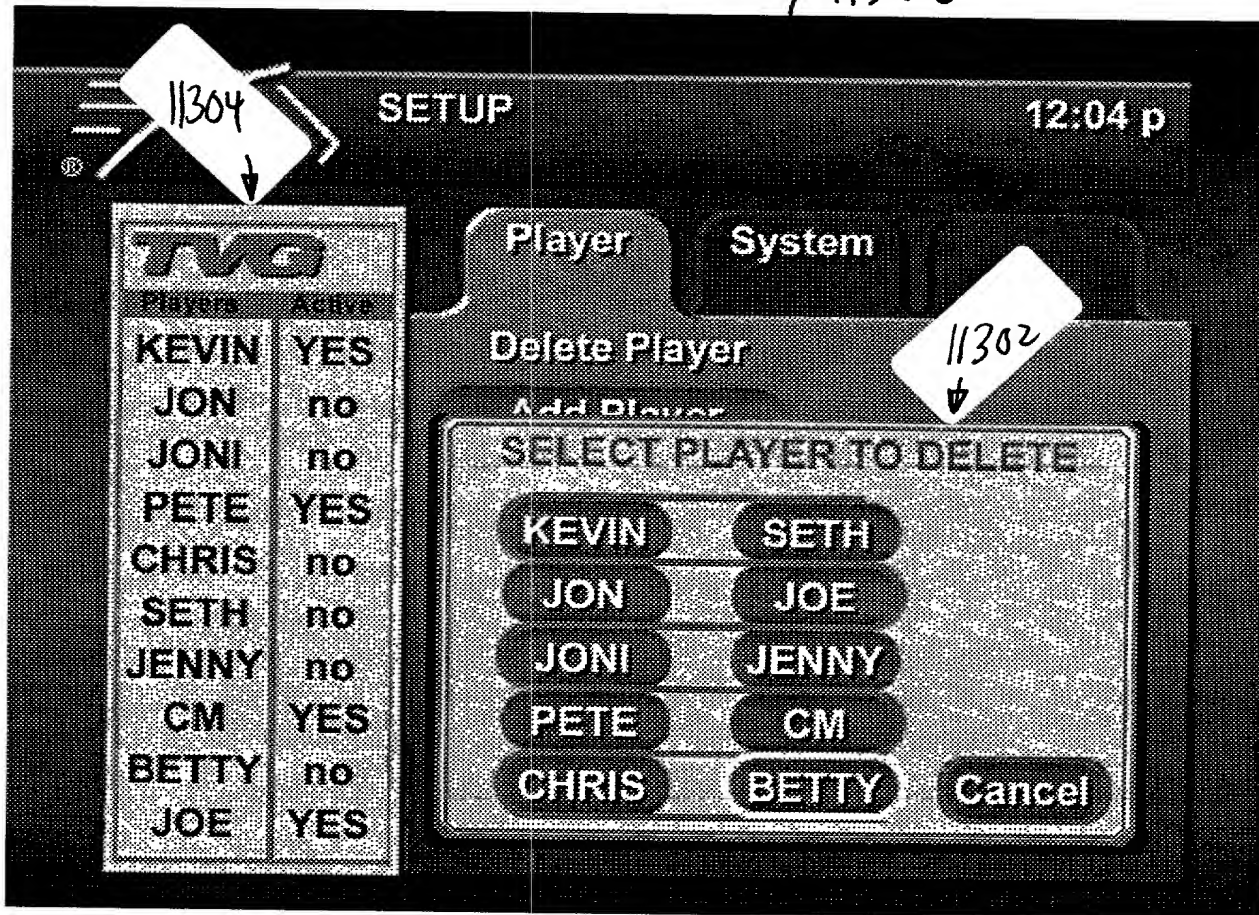 11304
SETUP
12:04 p
®
TVG
Players Active
KEVIN YES
JON no
JONI no
PETE YES
CHRIS no
SETH no
JENNY no
CM YES
BETTY no
JOE YES
Player System
Delete Player
Add Player
11302
SELECT PLAYER TO DELETE
KEVIN SETH
JON JOE
JONI JENNY
PETE CM
CHRIS BETTY Cancel